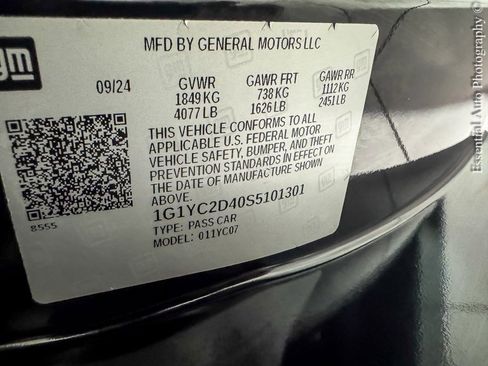 gm
MFD BY GENERAL MOTORS LLC
09/24 GVWR GAWR FRT GAWR RR
1849 KG 738 KG 1112 KG
4077 LB 1626 LB 2451 LB
THIS VEHICLE CONFORMS TO ALL
APPLICABLE U.S. FEDERAL MOTOR
VEHICLE SAFETY, BUMPER, AND THEFT
PREVENTION STANDARDS IN EFFECT ON
THE DATE OF MANUFACTURE SHOWN
ABOVE.
8555
1G1YC2D40S5101301
TYPE: PASS CAR
MODEL: 011YC07
Essential Auto Photography ©